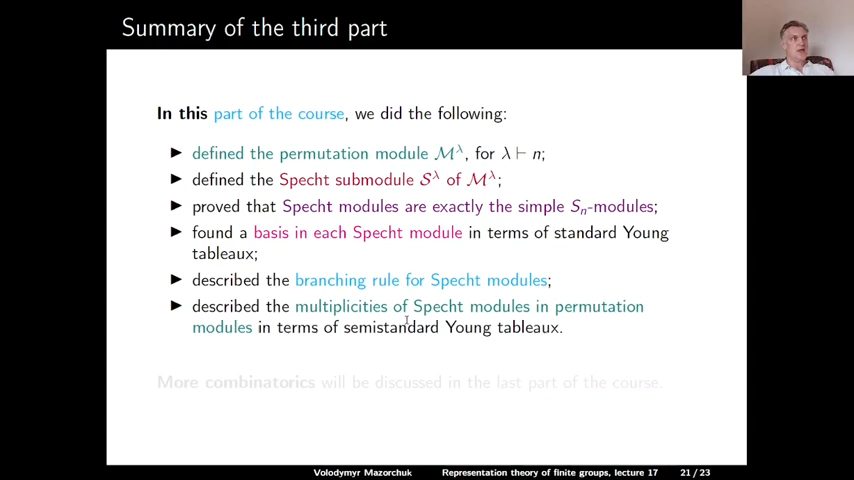 Summary of the third part
In this part of the course, we did the following:
▶ defined the permutation module 𝓜^λ, for λ ⊢ n;
▶ defined the Specht submodule 𝓢^λ of 𝓜^λ;
▶ proved that Specht modules are exactly the simple Sₙ-modules;
▶ found a basis in each Specht module in terms of standard Young
tableaux;
▶ described the branching rule for Specht modules;
▶ described the multiplicities of Specht modules in permutation
modules in terms of semistandard Young tableaux.
More combinatorics will be discussed in the last part of the course.
Volodymyr Mazorchuk Representation theory of finite groups, lecture 17 21 / 23